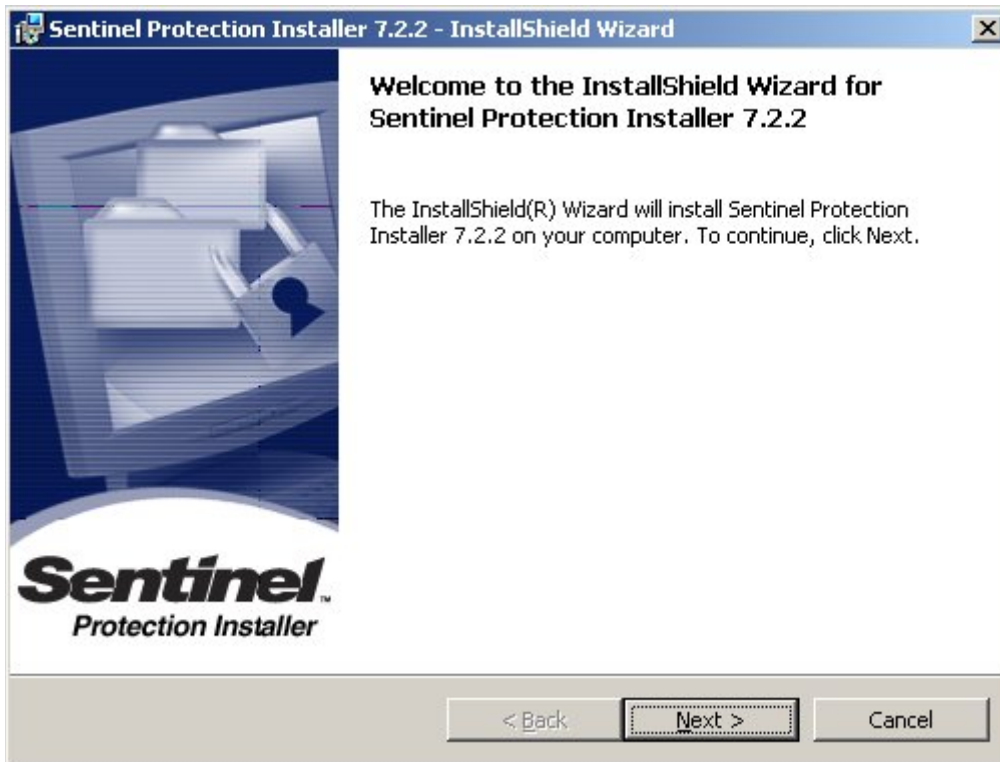 Sentinel Protection Installer 7.2.2 - InstallShield Wizard
Welcome to the InstallShield Wizard for
Sentinel Protection Installer 7.2.2
The InstallShield(R) Wizard will install Sentinel Protection
Installer 7.2.2 on your computer. To continue, click Next.
Sentinel™
Protection Installer
< Back
Next >
Cancel